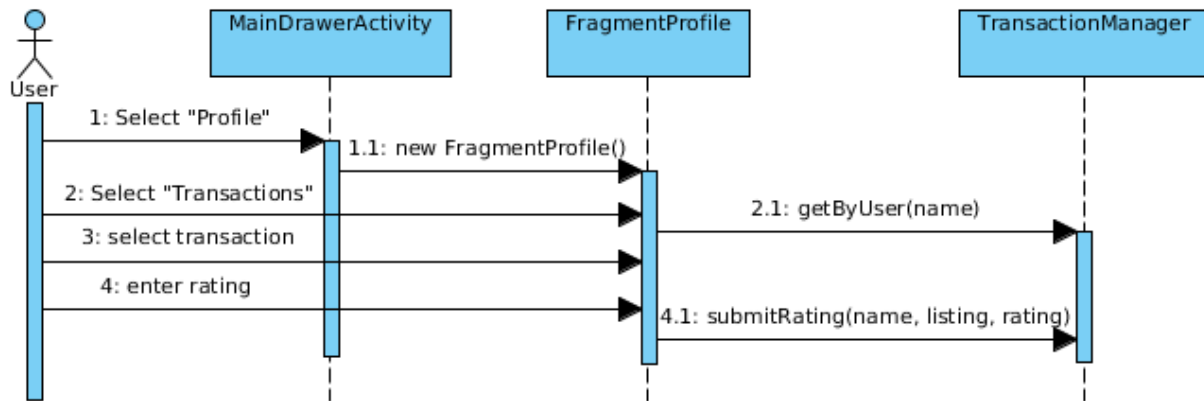 MainDrawerActivity
FragmentProfile
TransactionManager
User
1: Select "Profile"
1.1: new FragmentProfile()
2: Select "Transactions"
2.1: getByUser(name)
3: select transaction
4: enter rating
4.1: submitRating(name, listing, rating)